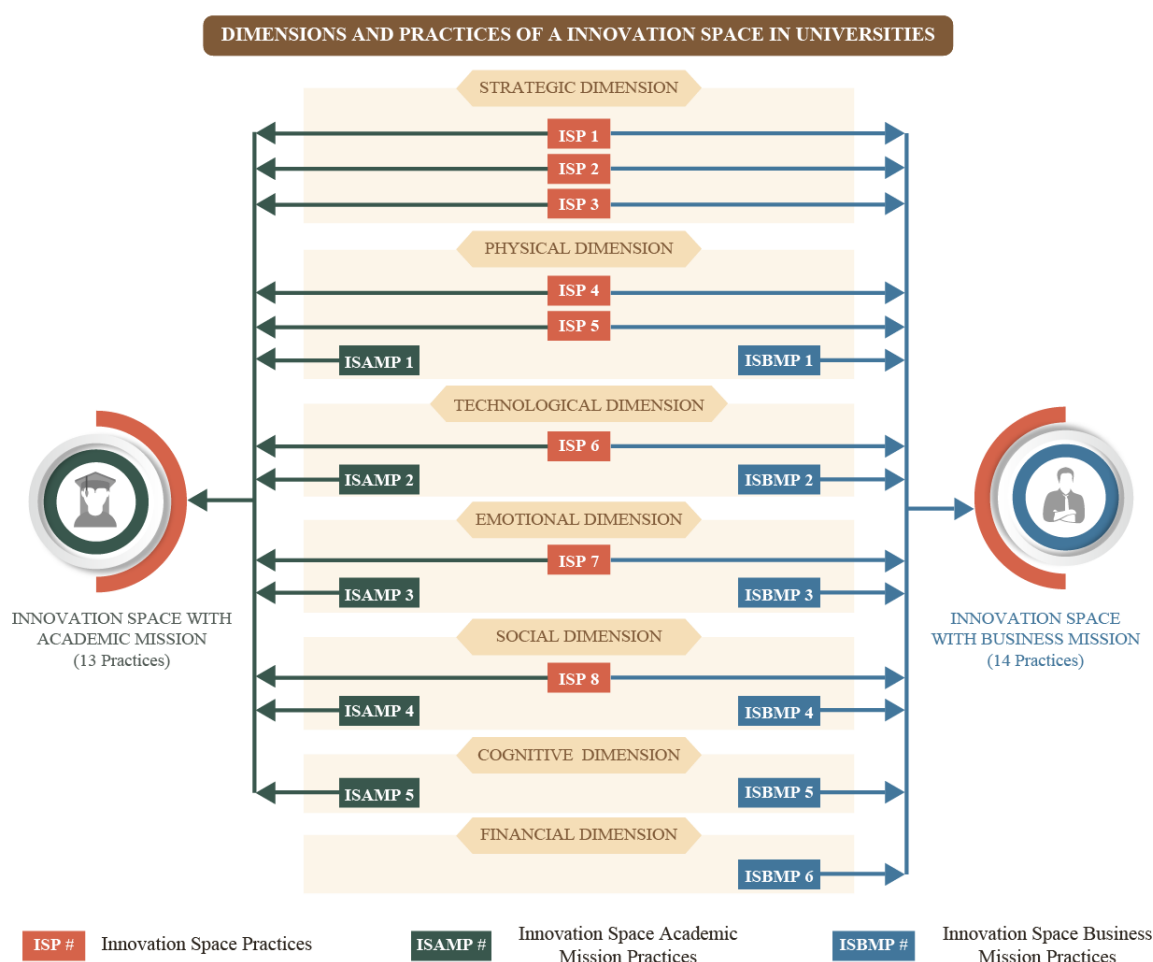 DIMENSIONS AND PRACTICES OF A INNOVATION SPACE IN UNIVERSITIES
STRATEGIC DIMENSION
ISP 1
ISP 2
ISP 3
PHYSICAL DIMENSION
ISP 4
ISP 5
ISAMP 1
ISBMP 1
TECHNOLOGICAL DIMENSION
ISP 6
ISAMP 2
ISBMP 2
EMOTIONAL DIMENSION
ISP 7
ISAMP 3
ISBMP 3
SOCIAL DIMENSION
ISP 8
ISAMP 4
ISBMP 4
COGNITIVE DIMENSION
ISAMP 5
ISBMP 5
FINANCIAL DIMENSION
ISBMP 6
INNOVATION SPACE WITH
ACADEMIC MISSION
(13 Practices)
INNOVATION SPACE
WITH BUSINESS MISSION
(14 Practices)
ISP #
Innovation Space Practices
ISAMP #
Innovation Space Academic
Mission Practices
ISBMP #
Innovation Space Business
Mission Practices